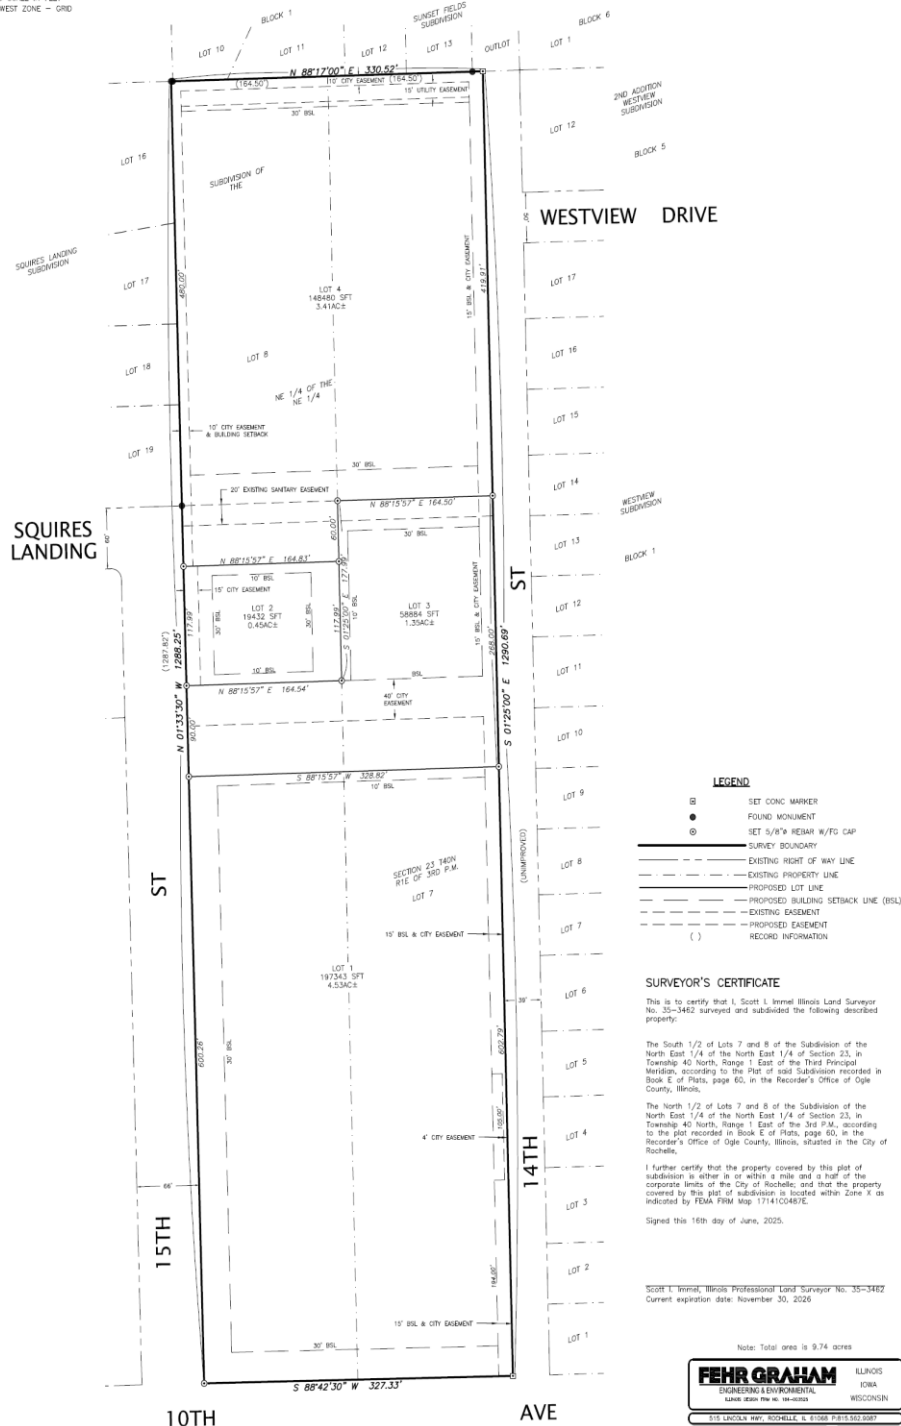 WEST ZONE – GRID
BLOCK 1
SUNSET FIELDS
SUBDIVISION
BLOCK 6
LOT 10
LOT 11
LOT 12
LOT 13
OUTLOT
LOT 1
N 88°17'00" E 330.52'
(164.50')
10' CITY EASEMENT
(164.50')
15' UTILITY EASEMENT
30' BSL
2ND ADDITION
WESTVIEW
SUBDIVISION
LOT 12
BLOCK 5
LOT 16
SUBDIVISION OF
THE
50'
WESTVIEW DRIVE
SQUIRES LANDING
SUBDIVISION
LOT 17
480.00'
15' BSL & CITY EASEMENT
419.91'
LOT 17
LOT 4
148480 SFT
3.41AC±
LOT 18
LOT 8
LOT 16
NE 1/4 OF THE
NE 1/4
LOT 19
10' CITY EASEMENT
& BUILDING SETBACK
LOT 15
30' BSL
LOT 14
20' EXISTING SANITARY EASEMENT
N 88°15'57" E 164.50'
WESTVIEW
SUBDIVISION
SQUIRES
LANDING
60'
60.00'
30' BSL
LOT 13
BLOCK 1
N 88°15'57" E 164.83'
10' BSL
15' CITY EASEMENT
LOT 2
19432 SFT
0.45AC±
30' BSL
30' BSL
10' BSL
117.99'
117.99'
S 01°25'00" E 177.99'
10' BSL
LOT 3
58884 SFT
1.35AC±
15' BSL & CITY EASEMENT
268.00'
ST
LOT 12
LOT 11
(1287.82')
N 01°33'30" W 1288.25'
N 88°15'57" E 164.54'
BSL
40' CITY
EASEMENT
90.00'
S 01°25'00" E 1290.69'
LOT 10
S 88°15'57" W 328.82'
10' BSL
LOT 9
LEGEND
SET CONC MARKER
FOUND MONUMENT
SET 5/8"ø REBAR W/FG CAP
SURVEY BOUNDARY
EXISTING RIGHT OF WAY LINE
EXISTING PROPERTY LINE
PROPOSED LOT LINE
PROPOSED BUILDING SETBACK LINE (BSL)
EXISTING EASEMENT
PROPOSED EASEMENT
( ) RECORD INFORMATION
(UNIMPROVED)
LOT 8
ST
SECTION 23 T40N
R1E OF 3RD P.M.
LOT 7
LOT 7
15' BSL & CITY EASEMENT
LOT 1
197343 SFT
4.53AC±
LOT 6
39'
600.26'
30' BSL
602.79'
LOT 5
105.00'
4' CITY EASEMENT
LOT 4
14TH
66'
LOT 3
15TH
194.00'
LOT 2
15' BSL & CITY EASEMENT
LOT 1
30' BSL
S 88°42'30" W 327.33'
10TH
AVE
SURVEYOR'S CERTIFICATE
This is to certify that I, Scott I. Immel Illinois Land Surveyor
No. 35–3462 surveyed and subdivided the following described
property:
The South 1/2 of Lots 7 and 8 of the Subdivision of the
North East 1/4 of the North East 1/4 of Section 23, in
Township 40 North, Range 1 East of the Third Principal
Meridian, according to the Plat of said Subdivision recorded in
Book E of Plats, page 60, in the Recorder's Office of Ogle
County, Illinois,
The North 1/2 of Lots 7 and 8 of the Subdivision of the
North East 1/4 of the North East 1/4 of Section 23, in
Township 40 North, Range 1 East of the 3rd P.M., according
to the plat recorded in Book E of Plats, page 60, in the
Recorder's Office of Ogle County, Illinois, situated in the City of
Rochelle,
I further certify that the property covered by this plat of
subdivision is either in or within a mile and a half of the
corporate limits of the City of Rochelle; and that the property
covered by this plat of subdivision is located within Zone X as
indicated by FEMA FIRM Map 17141C0487E.
Signed this 16th day of June, 2025.
Scott I. Immel, Illinois Professional Land Surveyor No. 35–3462
Current expiration date: November 30, 2026
Note: Total area is 9.74 acres
FEHR GRAHAM
ENGINEERING & ENVIRONMENTAL
ILLINOIS
IOWA
WISCONSIN
515 LINCOLN HWY, ROCHELLE, IL 61068 P:815.562.9087